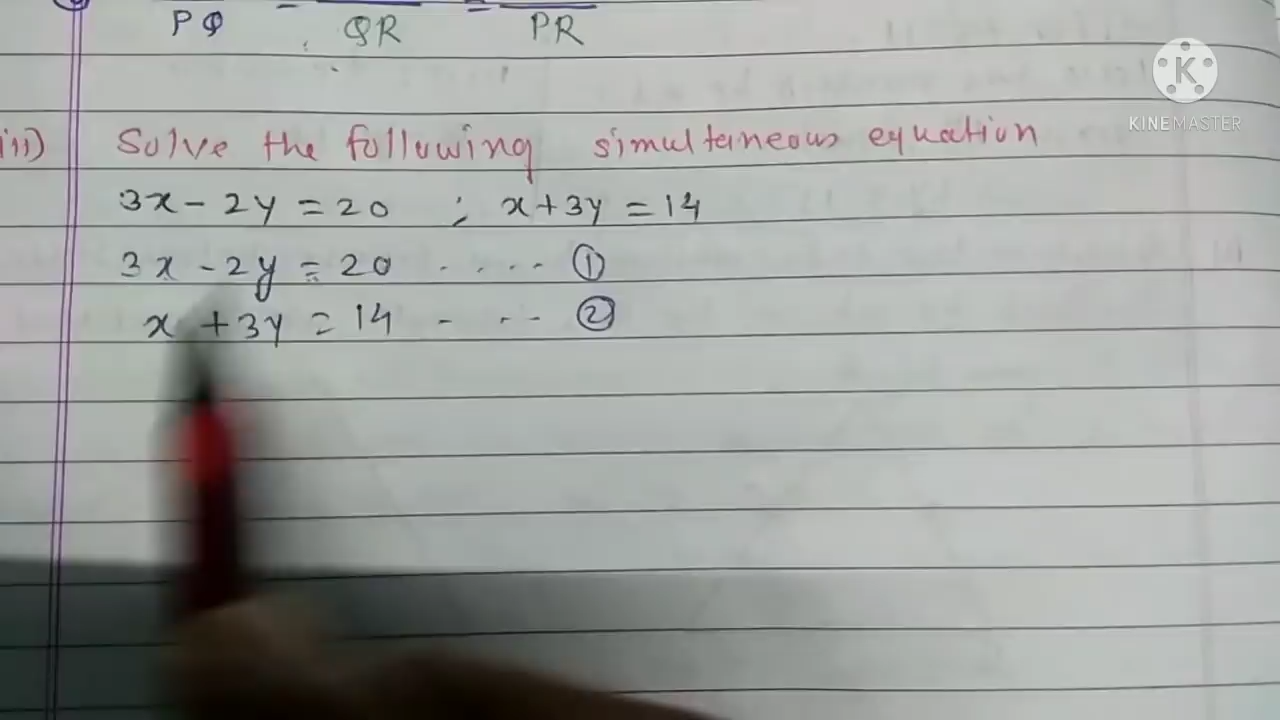 PQ QR PR
K
KINEMASTER
iii) Solve the following simultaneous equation
3x - 2y = 20 ; x + 3y = 14
3x - 2y = 20 - .... ①
x + 3y = 14 - - .. ②